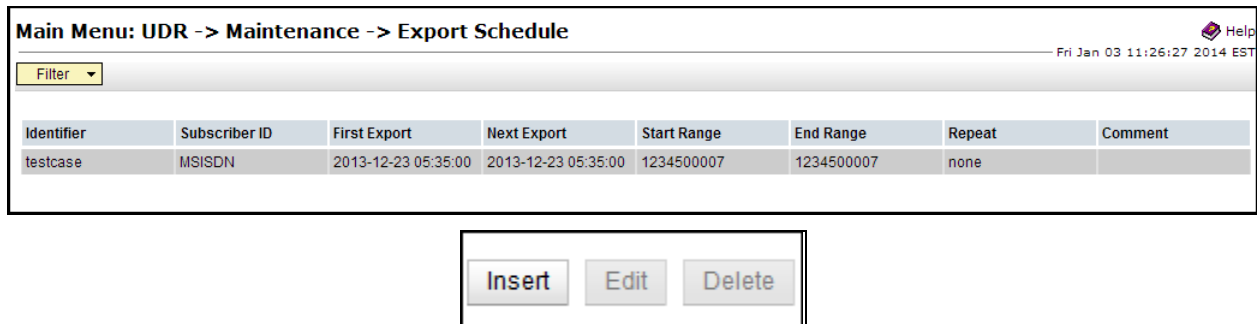 Main Menu: UDR -> Maintenance -> Export Schedule
Help
Fri Jan 03 11:26:27 2014 EST
Filter
Identifier Subscriber ID First Export Next Export Start Range End Range Repeat Comment
testcase MSISDN 2013-12-23 05:35:00 2013-12-23 05:35:00 1234500007 1234500007 none
Insert Edit Delete